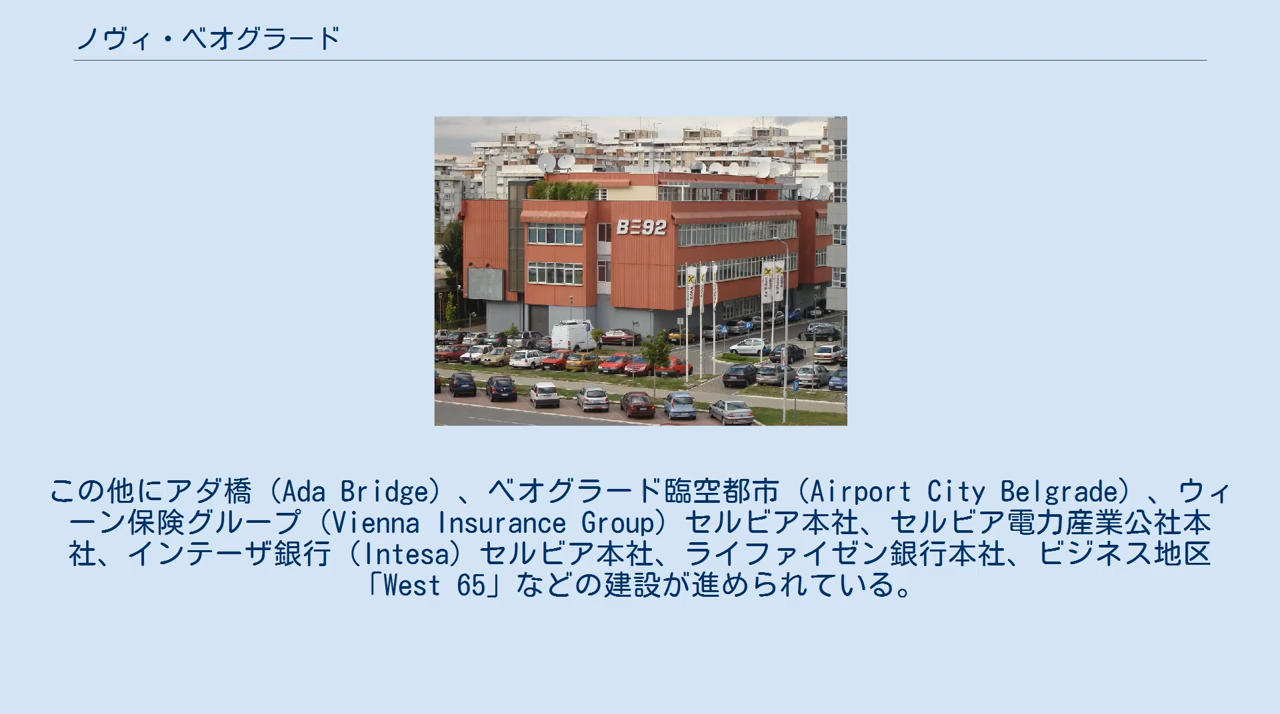 ノヴィ・ベオグラード
B92
この他にアダ橋（Ada Bridge）、ベオグラード臨空都市（Airport City Belgrade）、ウィ
ーン保険グループ（Vienna Insurance Group）セルビア本社、セルビア電力産業公社本
社、インテーザ銀行（Intesa）セルビア本社、ライファイゼン銀行本社、ビジネス地区
「West 65」などの建設が進められている。